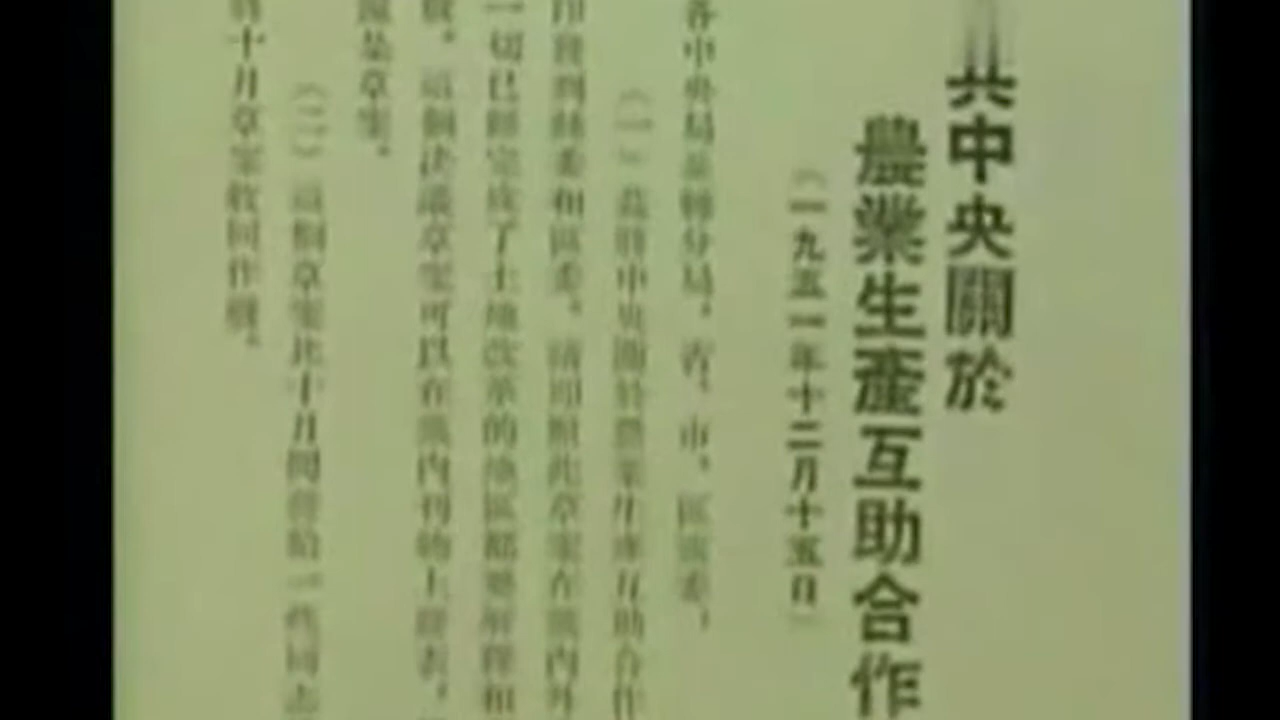 共中央關於
農業生產互助合作
（一九五一年十二月十五日）
各中央局並轉分局，省，市，區黨委，
（一）茲將中央關於農業生產互助合作
印發到縣委和區委。請即照此草案在黨內外
一切已經完成了土地改革的地區都要解釋和
這個決議草案可以在黨內刊物上發表，
草案。
（二）這個草案比十月間發給一些同志
十月草案收回作廢。